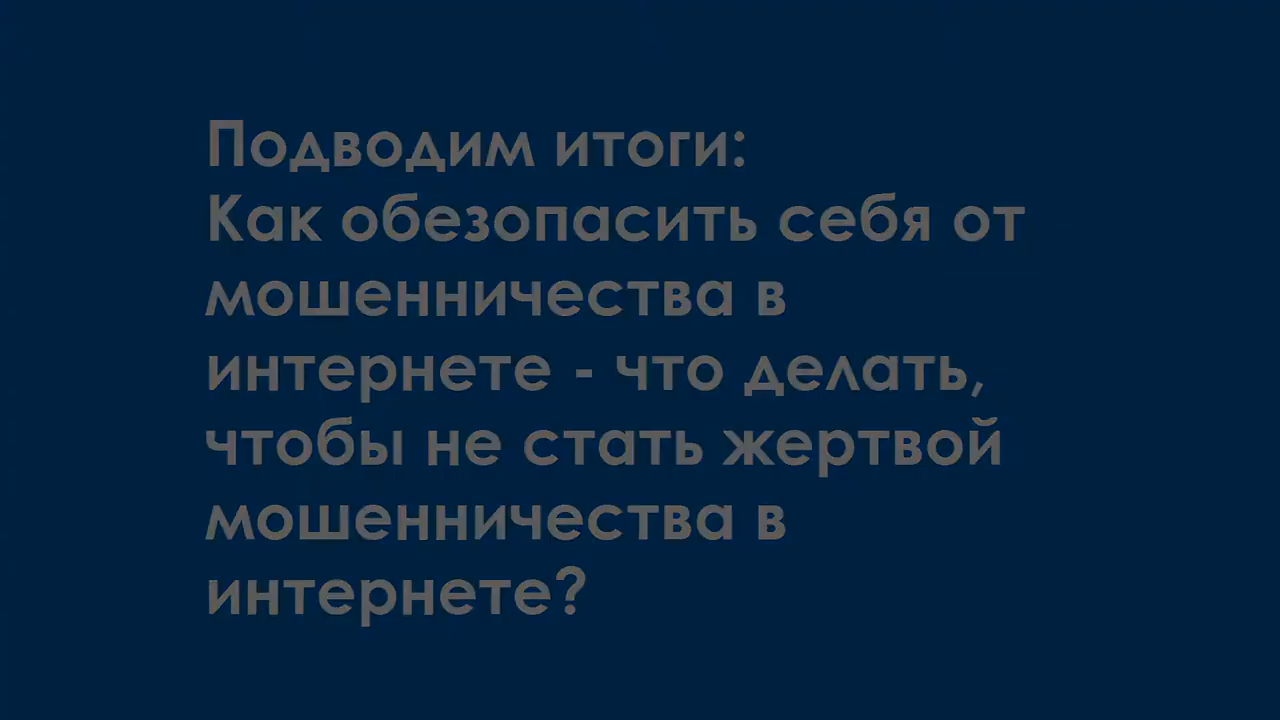 Подводим итоги:
Как обезопасить себя от
мошенничества в
интернете - что делать,
чтобы не стать жертвой
мошенничества в
интернете?